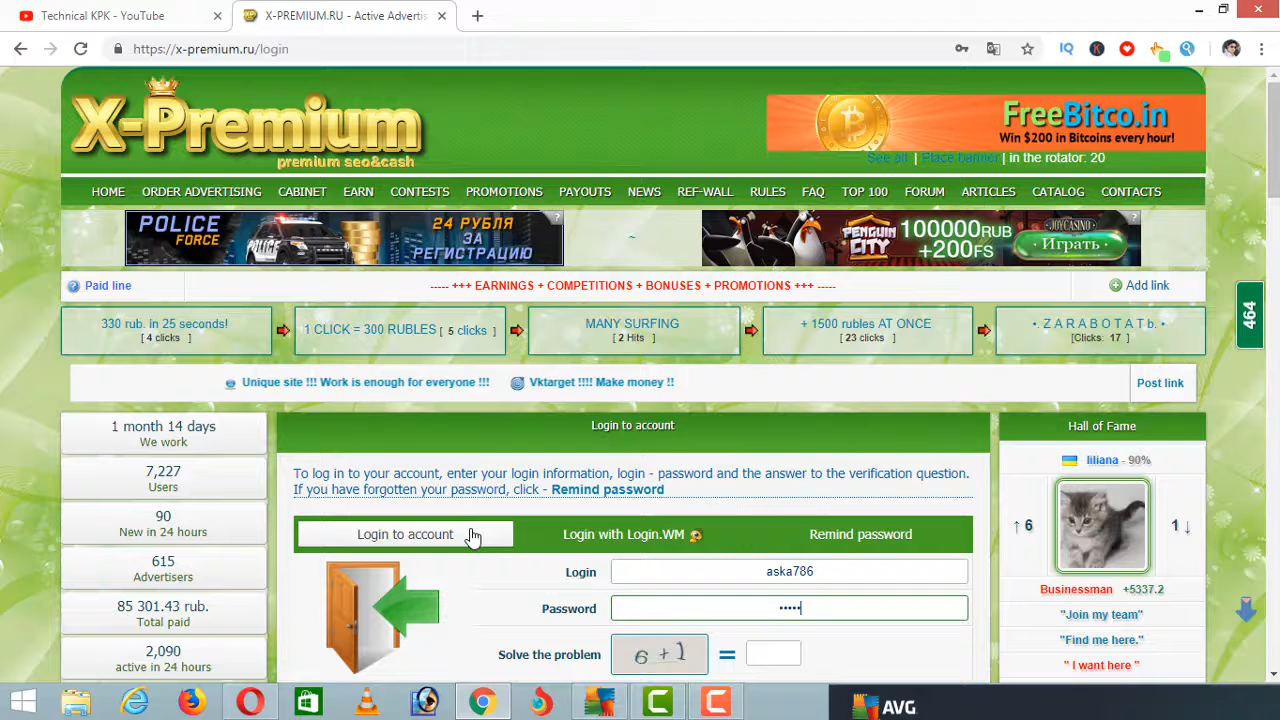 Technical KPK - YouTube
X-PREMIUM.RU - Active Advertis
https://x-premium.ru/login
X-Premium
premium seo&cash
FreeBitco.in
Win $200 in Bitcoins every hour!
See all | Place banner | in the rotator: 20
HOME ORDER ADVERTISING CABINET EARN CONTESTS PROMOTIONS PAYOUTS NEWS REF-WALL RULES FAQ TOP 100 FORUM ARTICLES CATALOG CONTACTS
POLICE FORCE
POLICE
24 РУБЛЯ
ЗА
РЕГИСТРАЦИЮ
?
~
PENGUIN CITY
100000RUB
+200FS
JOYCASINO
Играть
?
Paid line
----- +++ EARNINGS + COMPETITIONS + BONUSES + PROMOTIONS +++ -----
Add link
330 rub. in 25 seconds!
[ 4 clicks ]
1 CLICK = 300 RUBLES [ 5 clicks ]
MANY SURFING
[ 2 Hits ]
+ 1500 rubles AT ONCE
[ 23 clicks ]
•. Z A R A B O T A T b. •
[Clicks: 17 ]
464
Unique site !!! Work is enough for everyone !!!
Vktarget !!!! Make money !!
Post link
1 month 14 days
We work
7,227
Users
90
New in 24 hours
615
Advertisers
85 301.43 rub.
Total paid
2,090
active in 24 hours
Login to account
To log in to your account, enter your login information, login - password and the answer to the verification question.
If you have forgotten your password, click - Remind password
Login to account
Login with Login.WM
Remind password
Login
aska786
Password
•••••
Solve the problem
6 + 1
=
Hall of Fame
liliana - 90%
↑ 6
1 ↓
Businessman +5337.2
"Join my team"
"Find me here."
" I want here "
AVG